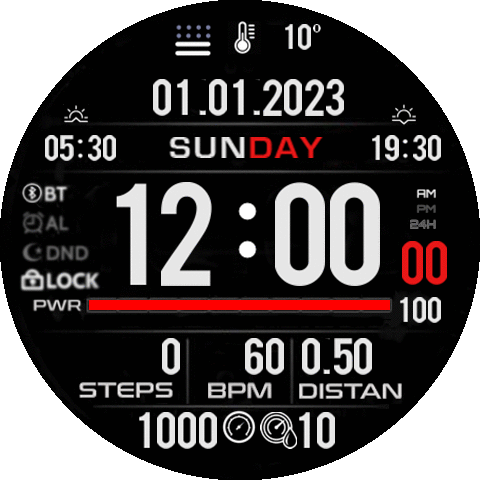 10°
01.01.2023
05:30 SUNDAY 19:30
BT
AL
DND
LOCK
12:00
AM
PM
24H
00
PWR 100
0 60 0.50
STEPS BPM DISTAN
1000 10